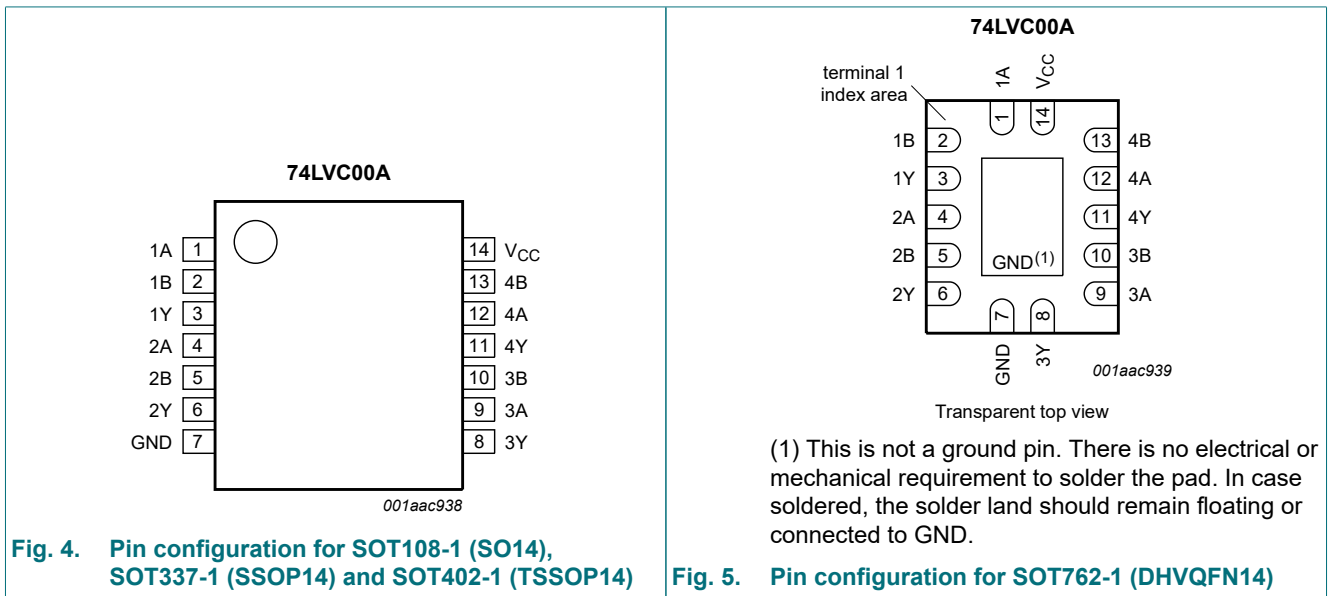 74LVC00A
1A 1
1B 2
1Y 3
2A 4
2B 5
2Y 6
GND 7
14 VCC
13 4B
12 4A
11 4Y
10 3B
9 3A
8 3Y
001aac938
Fig. 4. Pin configuration for SOT108-1 (SO14),
SOT337-1 (SSOP14) and SOT402-1 (TSSOP14)
74LVC00A
terminal 1
index area
1A
VCC
1
14
1B 2
1Y 3
2A 4
2B 5
2Y 6
13 4B
12 4A
11 4Y
10 3B
9 3A
GND(1)
7
8
GND
3Y
001aac939
Transparent top view
(1) This is not a ground pin. There is no electrical or
mechanical requirement to solder the pad. In case
soldered, the solder land should remain floating or
connected to GND.
Fig. 5. Pin configuration for SOT762-1 (DHVQFN14)